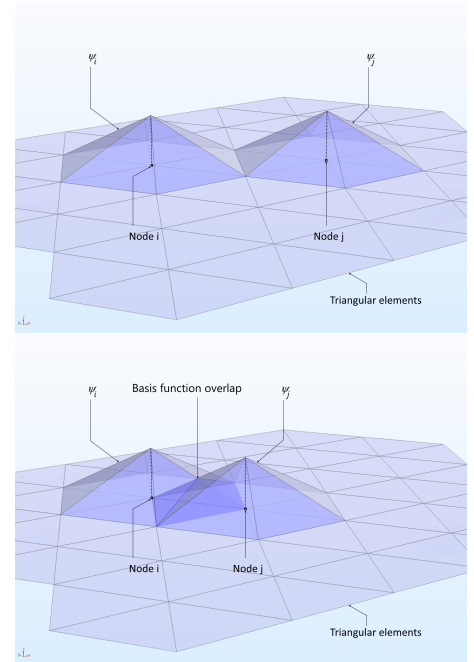 ψi ψj
Node i Node j
Triangular elements
ψi Basis function overlap ψj
Node i Node j
Triangular elements